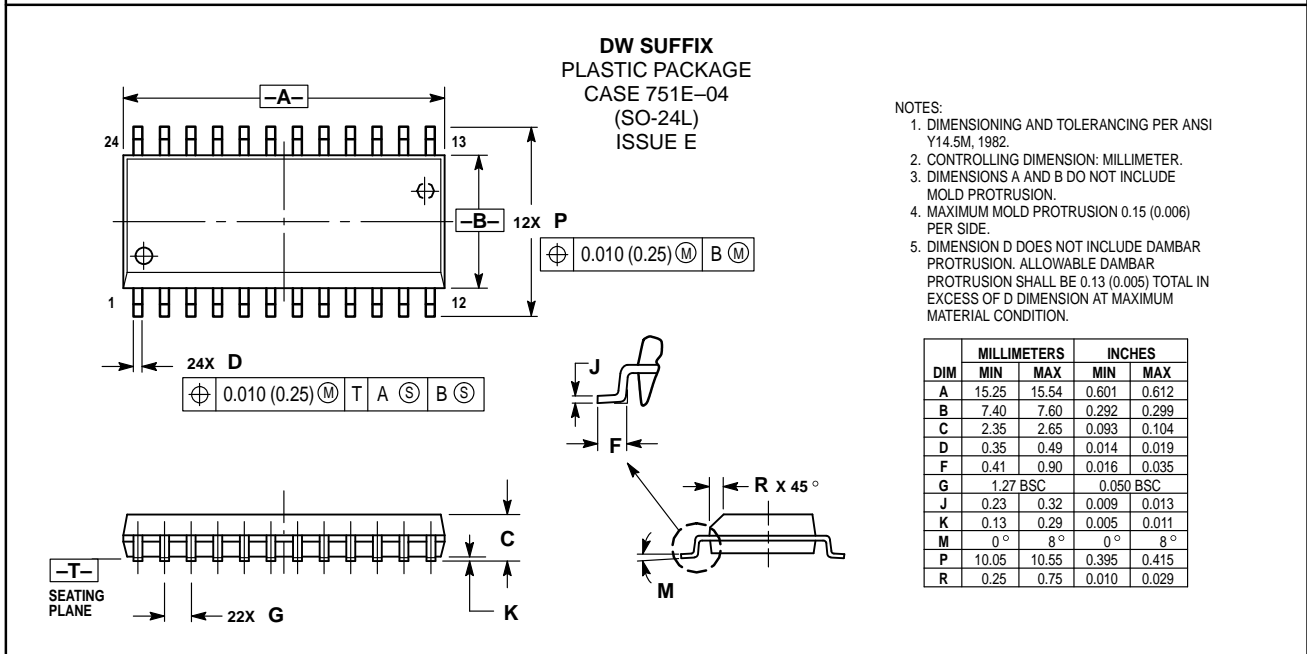 DW SUFFIX
PLASTIC PACKAGE
CASE 751E–04
(SO-24L)
ISSUE E
–A–
24
13
–B–
12X P
⌖ 0.010 (0.25) Ⓜ B Ⓜ
1
12
24X D
⌖ 0.010 (0.25) Ⓜ T A Ⓢ B Ⓢ
J
F
R X 45°
C
M
–T–
SEATING
PLANE
22X G
K
NOTES:
1. DIMENSIONING AND TOLERANCING PER ANSI
Y14.5M, 1982.
2. CONTROLLING DIMENSION: MILLIMETER.
3. DIMENSIONS A AND B DO NOT INCLUDE
MOLD PROTRUSION.
4. MAXIMUM MOLD PROTRUSION 0.15 (0.006)
PER SIDE.
5. DIMENSION D DOES NOT INCLUDE DAMBAR
PROTRUSION. ALLOWABLE DAMBAR
PROTRUSION SHALL BE 0.13 (0.005) TOTAL IN
EXCESS OF D DIMENSION AT MAXIMUM
MATERIAL CONDITION.
MILLIMETERS INCHES
DIM MIN MAX MIN MAX
A 15.25 15.54 0.601 0.612
B 7.40 7.60 0.292 0.299
C 2.35 2.65 0.093 0.104
D 0.35 0.49 0.014 0.019
F 0.41 0.90 0.016 0.035
G 1.27 BSC 0.050 BSC
J 0.23 0.32 0.009 0.013
K 0.13 0.29 0.005 0.011
M 0° 8° 0° 8°
P 10.05 10.55 0.395 0.415
R 0.25 0.75 0.010 0.029